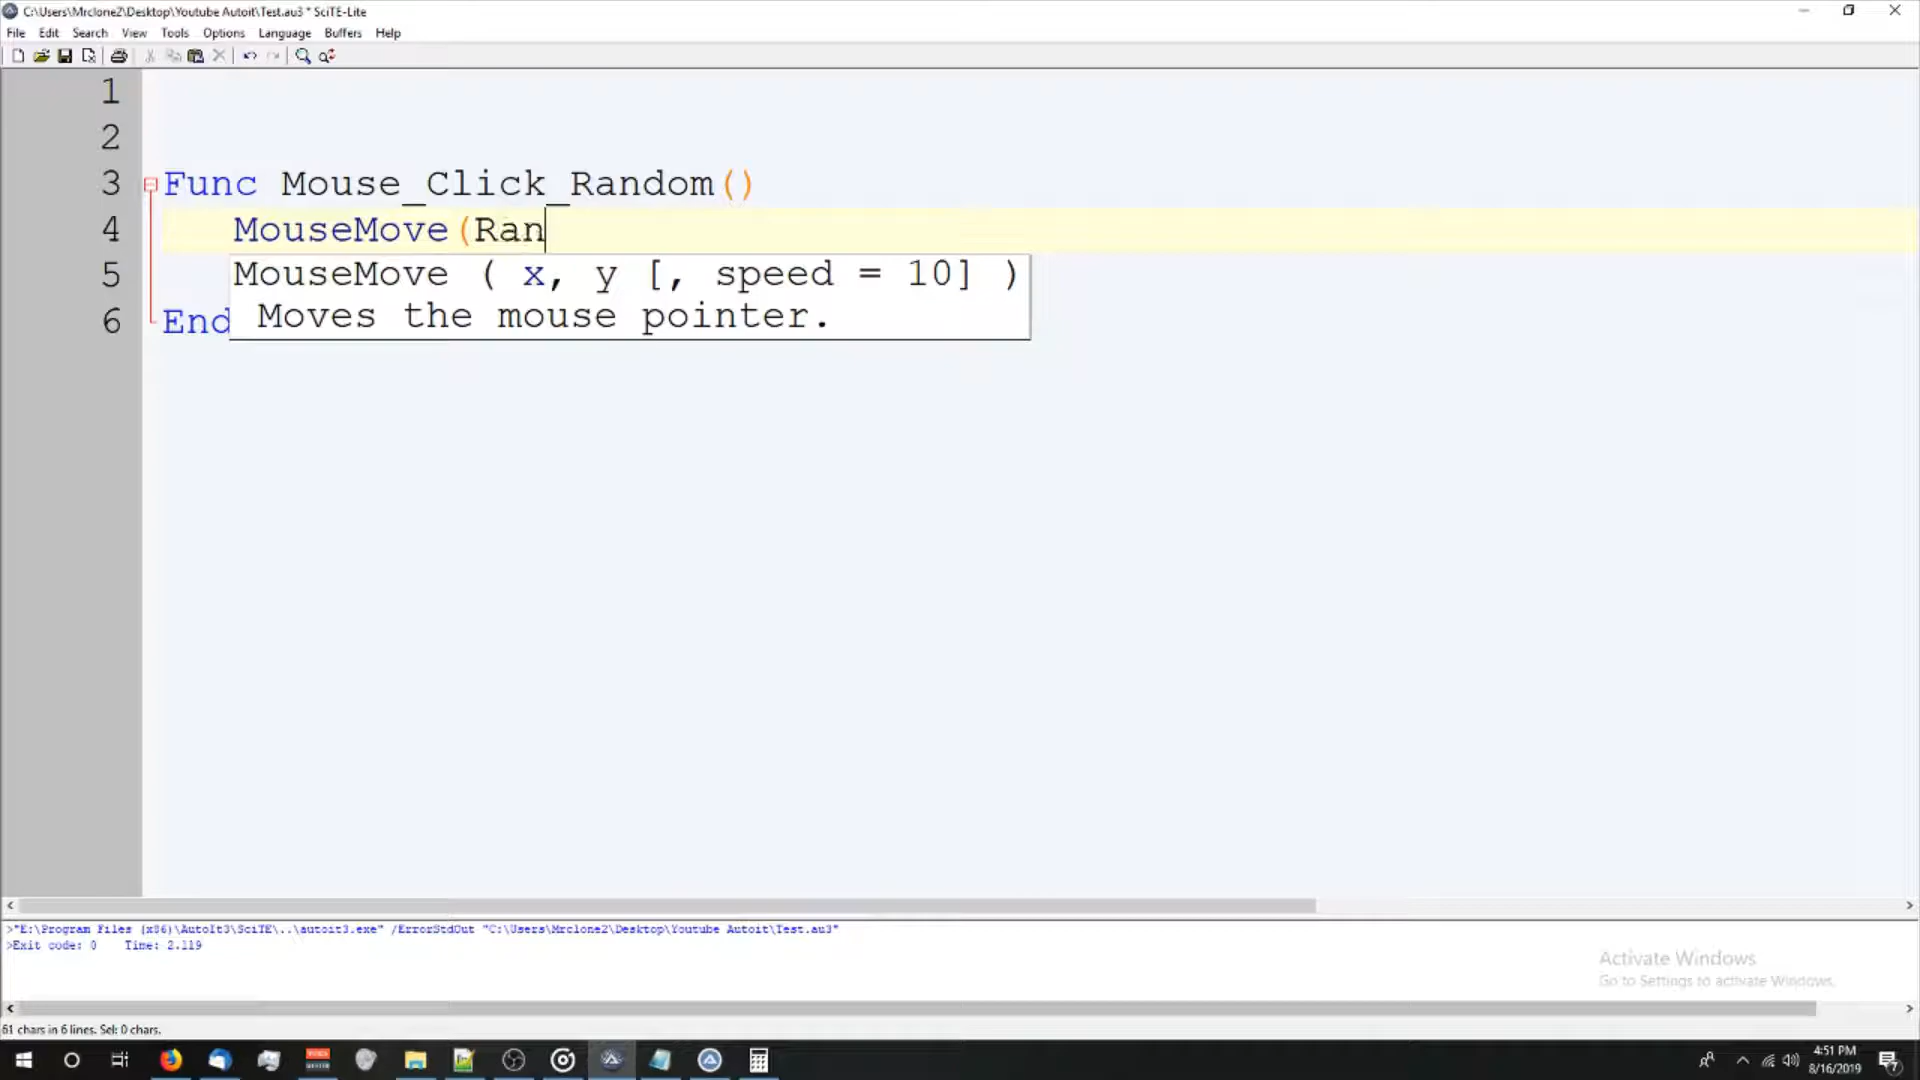 C:\Users\Mrclone2\Desktop\Youtube Autoit\Test.au3 * SciTE-Lite
File Edit Search View Tools Options Language Buffers Help
1
2
3 Func Mouse_Click_Random()
4 MouseMove(Ran
5 MouseMove ( x, y [, speed = 10] )
Moves the mouse pointer.
6 End
>"E:\Program Files (x86)\AutoIt3\SciTE\..\autoit3.exe" /ErrorStdOut "C:\Users\Mrclone2\Desktop\Youtube Autoit\Test.au3"
>Exit code: 0 Time: 2.119
Activate Windows
Go to Settings to activate Windows.
61 chars in 6 lines. Sel: 0 chars.
4:51 PM
8/16/2019